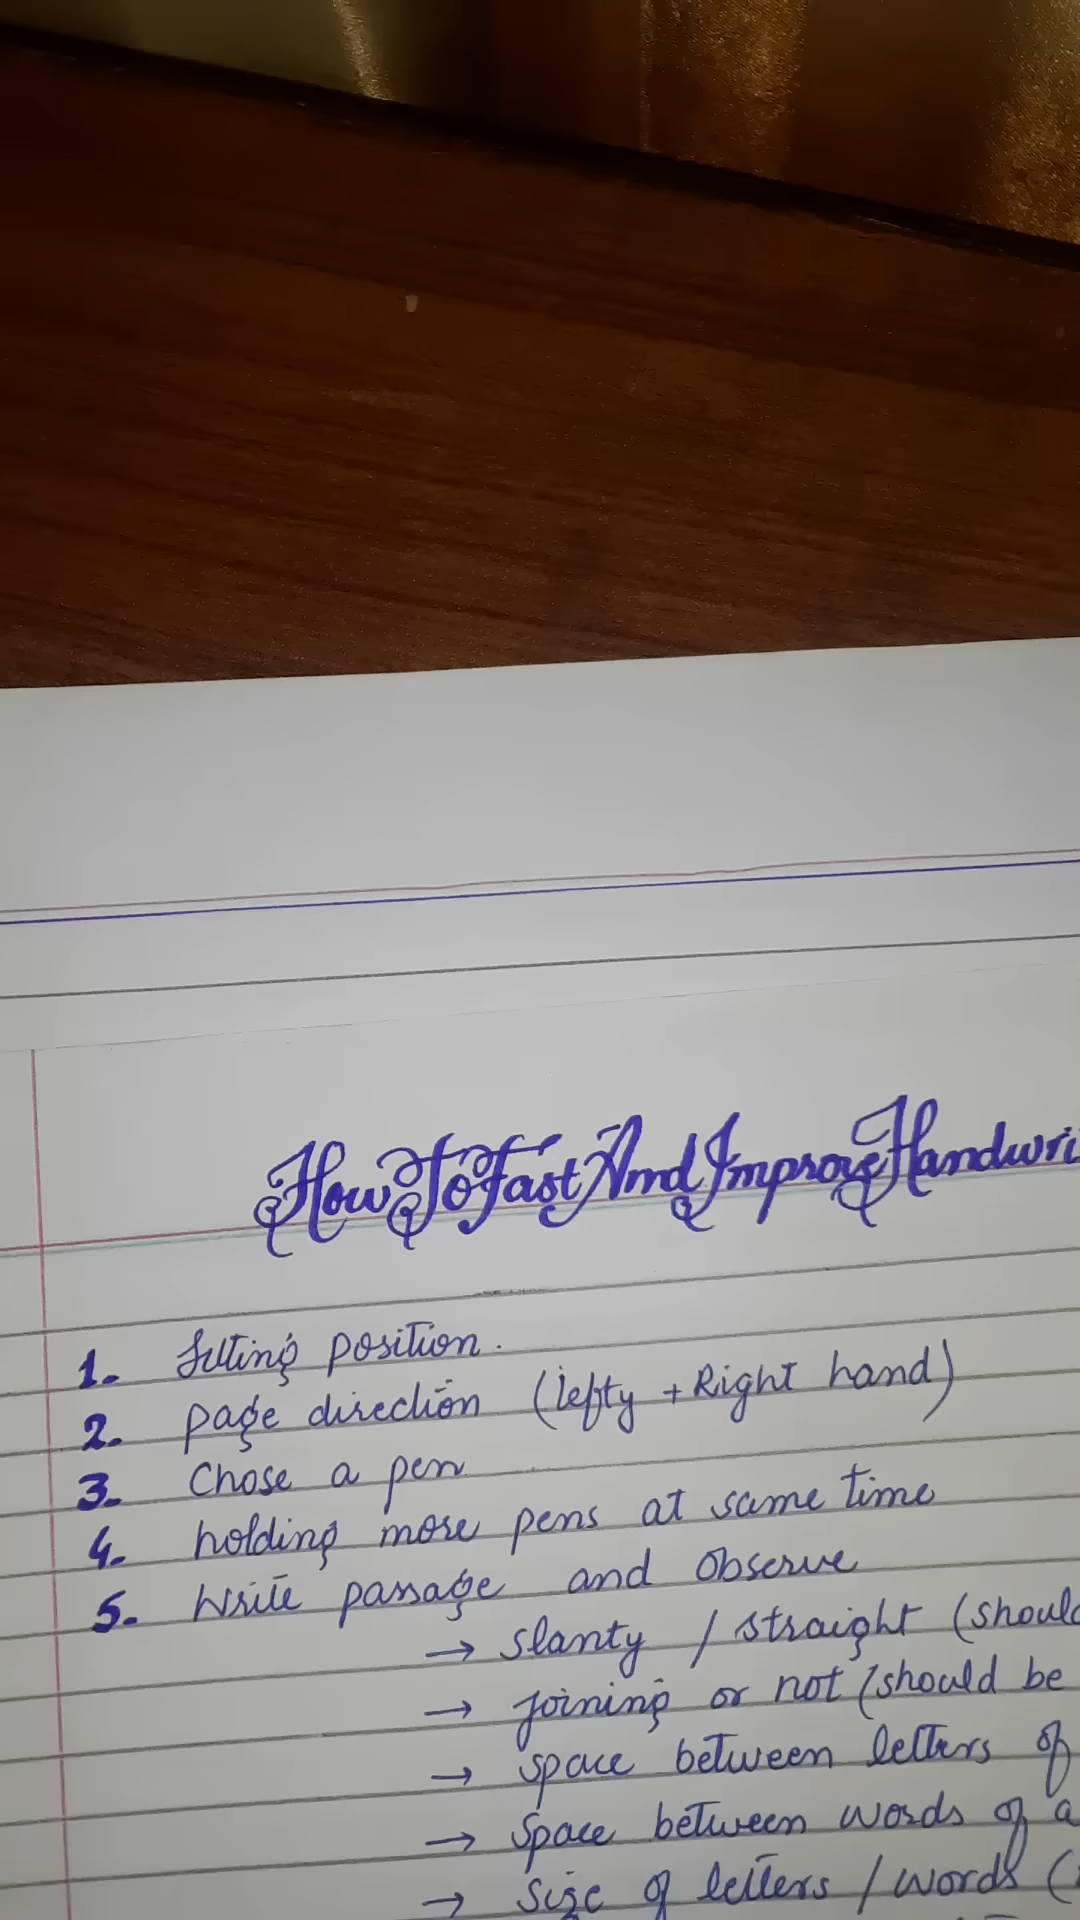 How To Fast And Improve Handwri
1. Sitting position.
2. page direction (lefty + Right hand)
3. Chose a pen
4. holding more pens at same time
5. Write passage and observe
→ slanty / straight (should
→ joining or not (should be
→ space between letters of
→ space between words of a
→ size of letters / words (